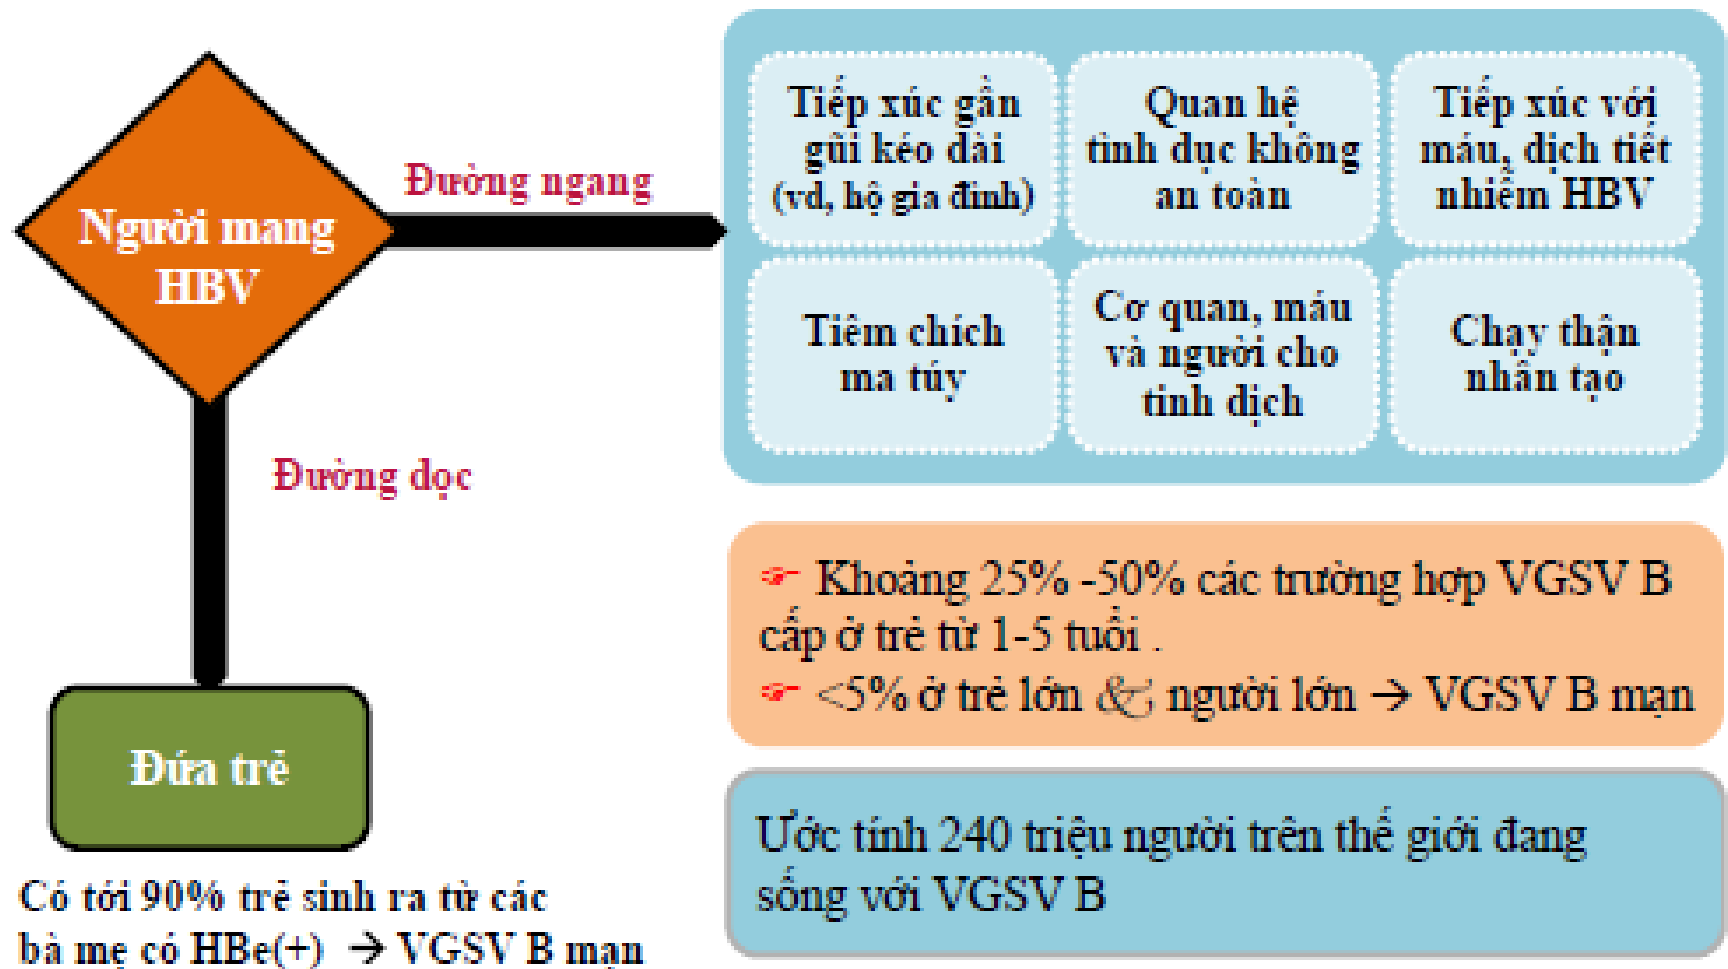 Người mang
HBV
Đường ngang
Tiếp xúc gần
gũi kéo dài
(vd, hộ gia đình)
Quan hệ
tình dục không
an toàn
Tiếp xúc với
máu, dịch tiết
nhiễm HBV
Tiêm chích
ma túy
Cơ quan, máu
và người cho
tinh dịch
Chạy thận
nhân tạo
Đường dọc
Đứa trẻ
Có tới 90% trẻ sinh ra từ các
bà mẹ có HBe(+) → VGSV B mạn
☞ Khoảng 25% -50% các trường hợp VGSV B
cấp ở trẻ từ 1-5 tuổi .
☞ <5% ở trẻ lớn & người lớn → VGSV B mạn
Ước tính 240 triệu người trên thế giới đang
sống với VGSV B